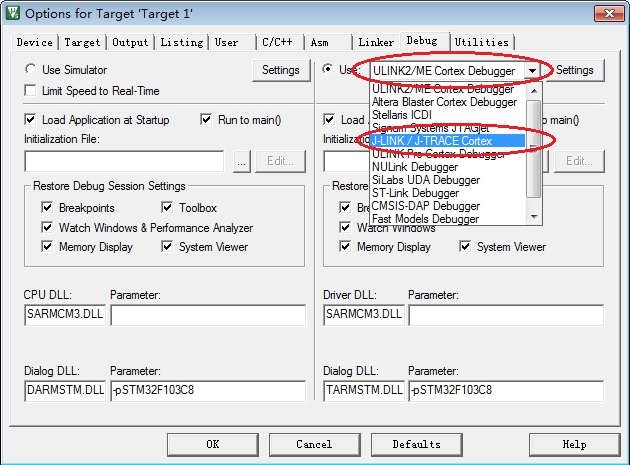 Options for Target 'Target 1'
Device Target Output Listing User C/C++ Asm Linker Debug Utilities
Use Simulator Settings
Limit Speed to Real-Time
Load Application at Startup Run to main()
Initialization File:
... Edit...
Restore Debug Session Settings
Breakpoints Toolbox
Watch Windows & Performance Analyzer
Memory Display System Viewer
CPU DLL: Parameter:
SARMCM3.DLL
Dialog DLL: Parameter:
DARMSTM.DLL -pSTM32F103C8
Use: ULINK2/ME Cortex Debugger Settings
ULINK2/ME Cortex Debugger
Altera Blaster Cortex Debugger
Stellaris ICDI
Signum Systems JTAGjet
J-LINK / J-TRACE Cortex
ULINK Pro Cortex Debugger
NULink Debugger
SiLabs UDA Debugger
ST-Link Debugger
CMSIS-DAP Debugger
Fast Models Debugger
Edit...
Watch Windows
Memory Display System Viewer
Driver DLL: Parameter:
SARMCM3.DLL
Dialog DLL: Parameter:
TARMSTM.DLL -pSTM32F103C8
OK Cancel Defaults Help